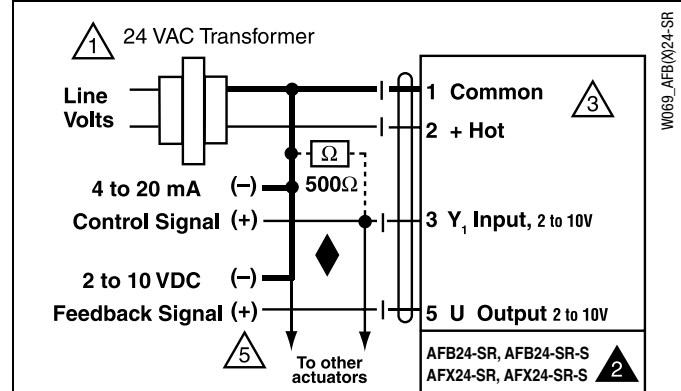 1 24 VAC Transformer
W069_AFB(X)24-SR
Line
Volts
1 Common
3
2 + Hot
Ω
500Ω
4 to 20 mA (–)
Control Signal (+)
3 Y1 Input, 2 to 10V
2 to 10 VDC (–)
Feedback Signal (+)
5 U Output 2 to 10V
5
To other
actuators
AFB24-SR, AFB24-SR-S
AFX24-SR, AFX24-SR-S
2